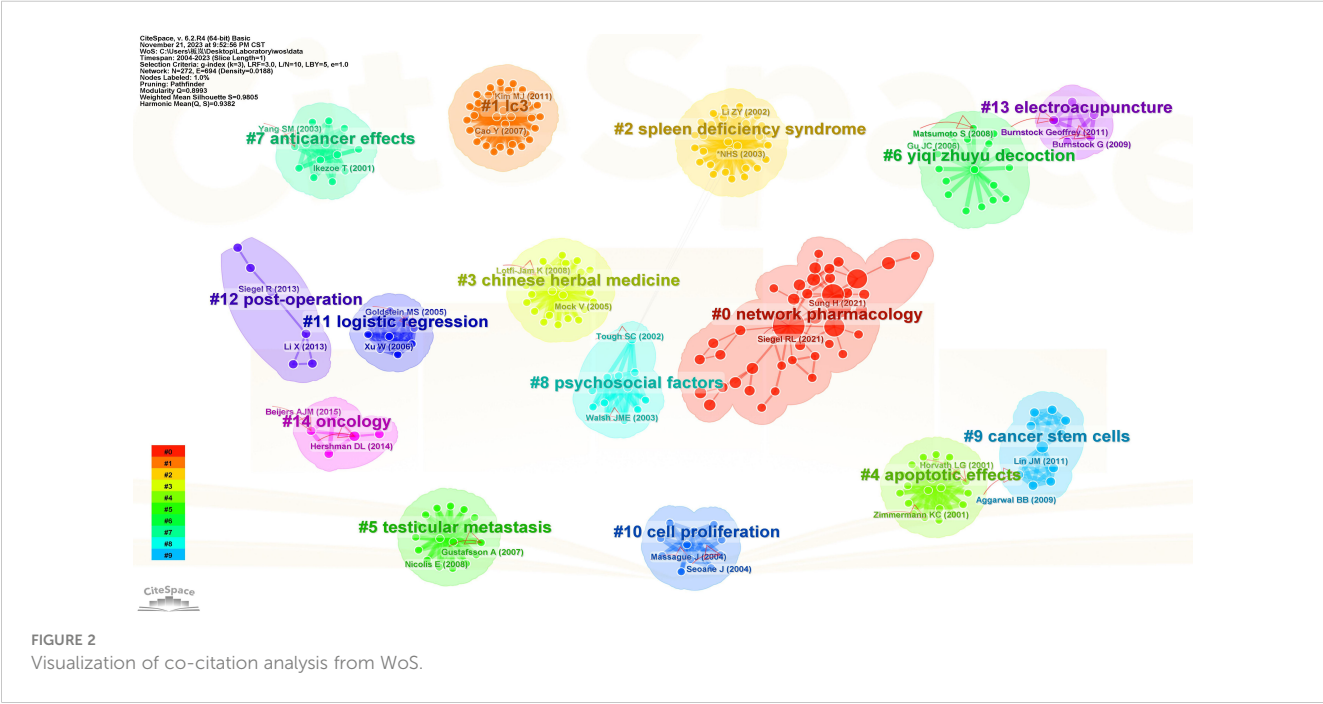 CiteSpace, v. 6.2.R4 (64-bit) Basic
November 21, 2023 at 9:52:56 PM CST
WoS: C:\Users\枫岚\Desktop\Laboratory\wos\data
Timespan: 2004-2023 (Slice Length=1)
Selection Criteria: g-index (k=3), LRF=3.0, L/N=10, LBY=5, e=1.0
Network: N=272, E=694 (Density=0.0188)
Nodes Labeled: 1.0%
Pruning: Pathfinder
Modularity Q=0.8993
Weighted Mean Silhouette S=0.9805
Harmonic Mean(Q, S)=0.9382
Kim MJ (2011)
#1 lc3
Cao Y (2007)
Yang SM (2003)
#7 anticancer effects
Ikezoe T (2001)
Li ZY (2002)
#2 spleen deficiency syndrome
*NHS (2003)
#13 electroacupuncture
Burnstock Geoffrey (2011)
Burnstock G (2009)
Matsumoto S (2008)
Gu JC (2006)
#6 yiqi zhuyu decoction
Lotfi-Jam K (2008)
#3 chinese herbal medicine
Mock V (2005)
Siegel R (2013)
#12 post-operation
Li X (2013)
Goldstein MS (2005)
#11 logistic regression
Xu W (2006)
Sung H (2021)
#0 network pharmacology
Siegel RL (2021)
Tough SC (2002)
#8 psychosocial factors
Walsh JME (2003)
Beijers AJM (2015)
#14 oncology
Hershman DL (2014)
#9 cancer stem cells
Lin JM (2011)
Aggarwal BB (2009)
Horvath LG (2001)
#4 apoptotic effects
Zimmermann KC (2001)
#5 testicular metastasis
Gustafsson A (2007)
Nicolis E (2008)
#10 cell proliferation
Massague J (2004)
Seoane J (2004)
#0
#1
#2
#3
#4
#5
#6
#7
#8
#9
CiteSpace
FIGURE 2
Visualization of co-citation analysis from WoS.